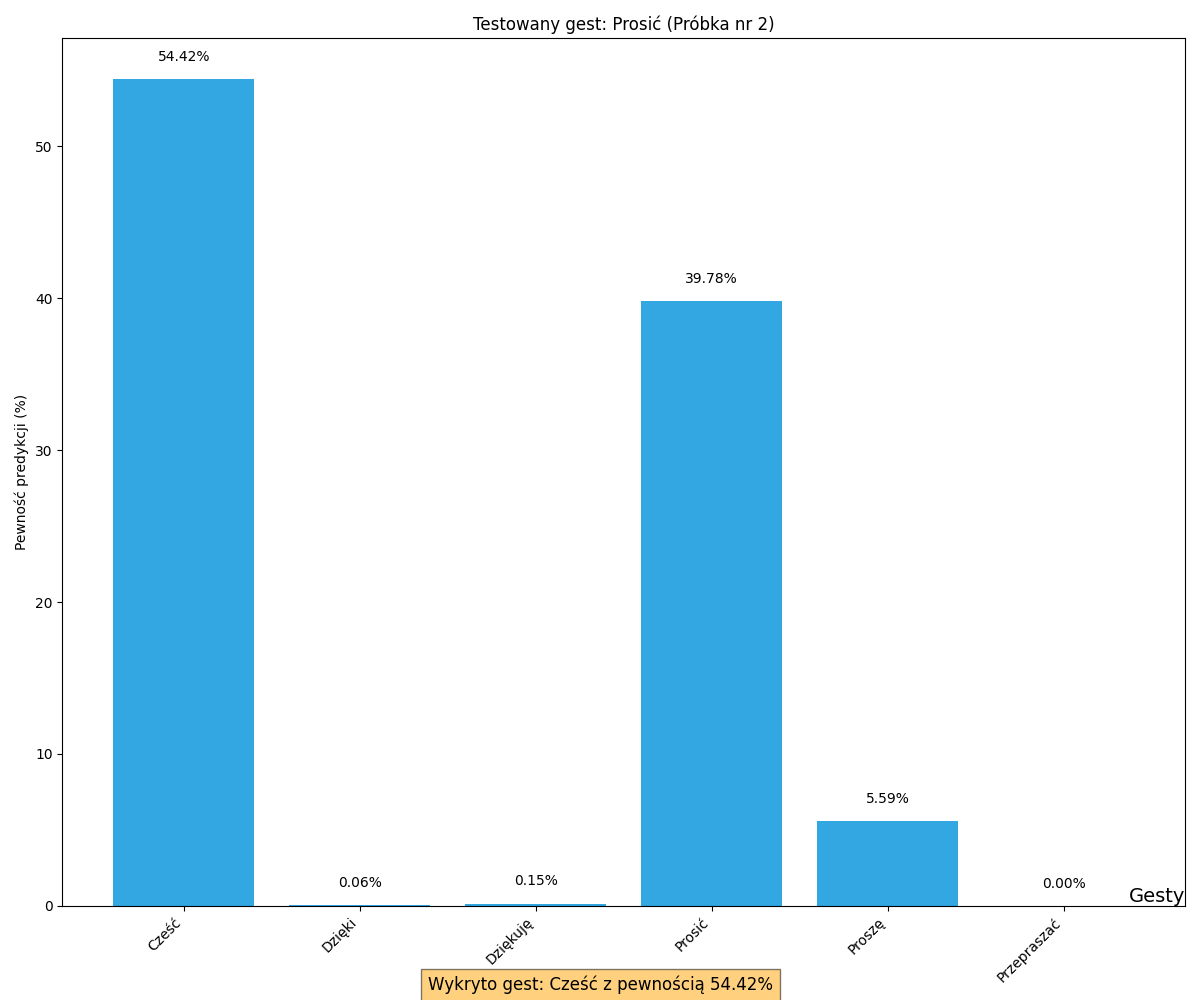 Testowany gest: Prosić (Próbka nr 2)
54.42%
50
39.78%
40
Pewność predykcji (%)
30
20
10
5.59%
0.06%
0.15%
0.00%
Gesty
0
Cześć
Dzięki
Dziękuję
Prosić
Proszę
Przepraszać
Wykryto gest: Cześć z pewnością 54.42%